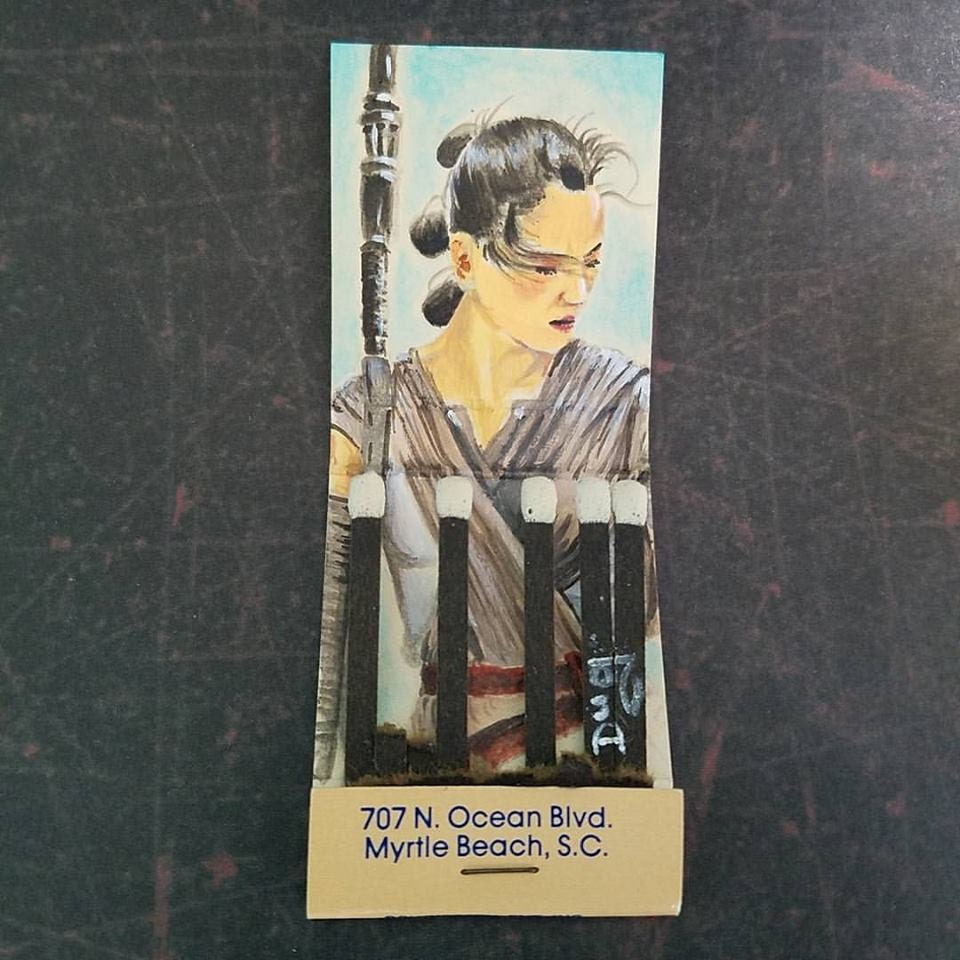 707 N. Ocean Blvd.
Myrtle Beach, S.C.